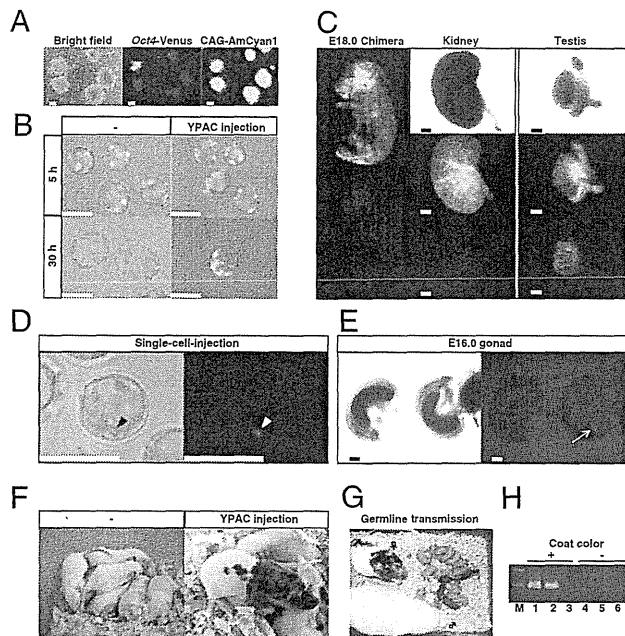 A
Bright field Oct4-Venus CAG-AmCyan1
B
- YPAC injection
5 h
30 h
C
E18.0 Chimera Kidney Testis
D
Single-cell-injection
E
E16.0 gonad
F
- YPAC injection
G
Germline transmission
H
Coat color
+ -
M 1 2 3 4 5 6